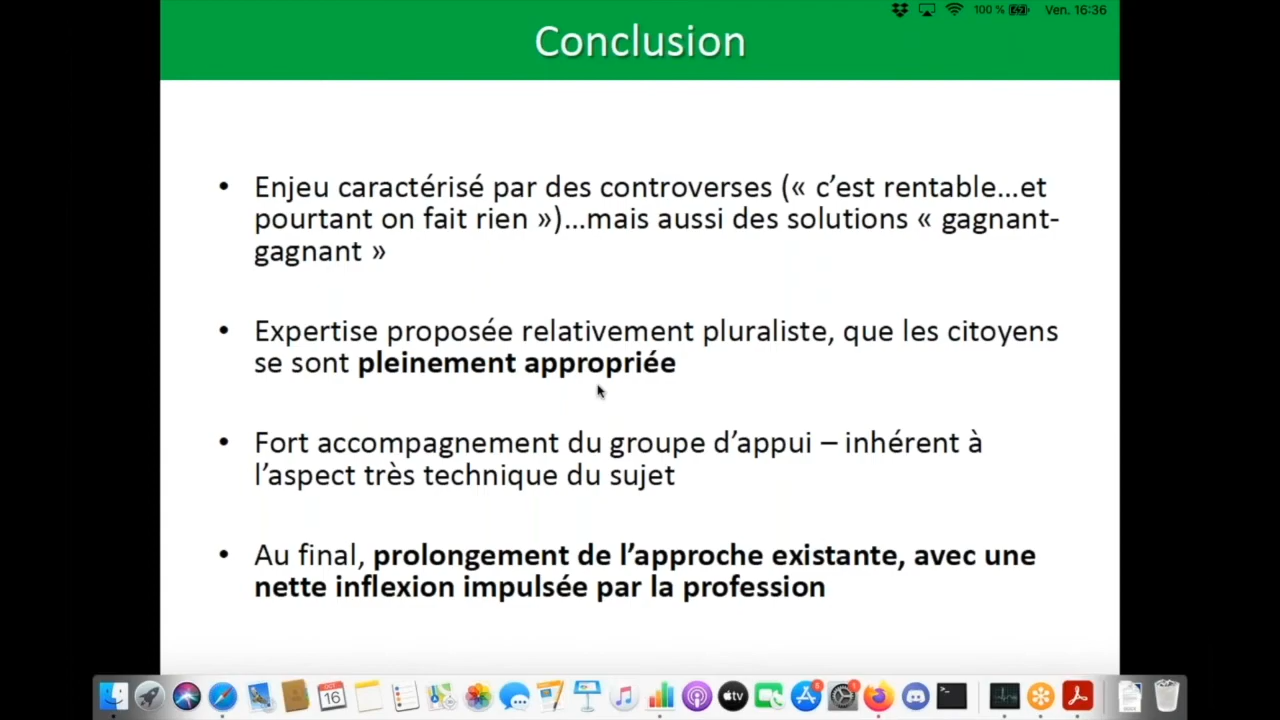 100 % Ven. 16:36
Conclusion
• Enjeu caractérisé par des controverses (« c’est rentable…et
pourtant on fait rien »)…mais aussi des solutions « gagnant-
gagnant »
• Expertise proposée relativement pluraliste, que les citoyens
se sont pleinement appropriée
• Fort accompagnement du groupe d’appui – inhérent à
l’aspect très technique du sujet
• Au final, prolongement de l’approche existante, avec une
nette inflexion impulsée par la profession
OCT
16
tv